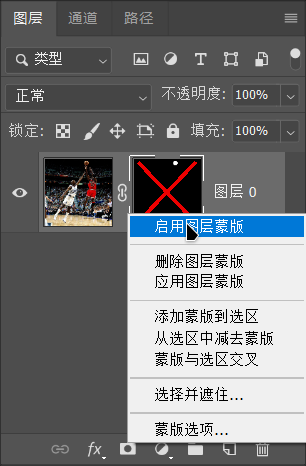 图层 通道 路径
类型
正常 不透明度: 100%
锁定: 填充: 100%
图层 0
启用图层蒙版
删除图层蒙版
应用图层蒙版
添加蒙版到选区
从选区中减去蒙版
蒙版与选区交叉
选择并遮住...
蒙版选项...
fx